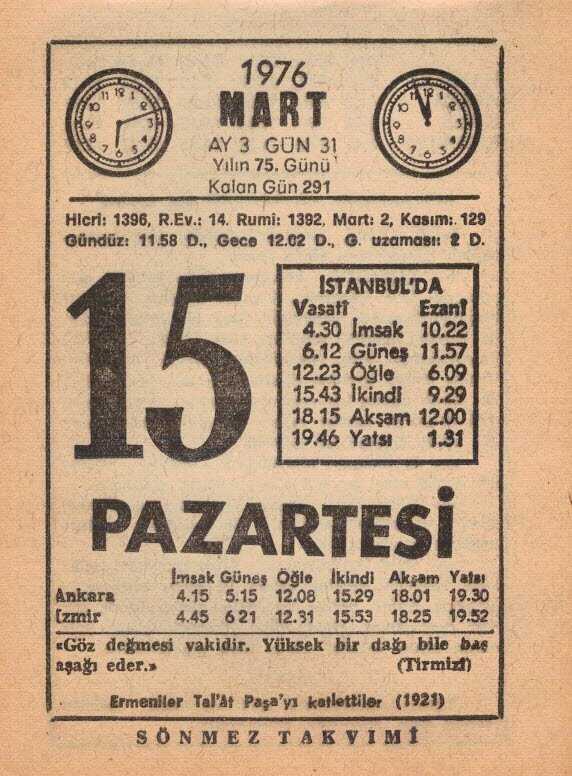 1976
MART
AY 3 GÜN 31
Yılın 75. Günü
Kalan Gün 291
Hicri: 1396, R.Ev.: 14. Rumi: 1392, Mart: 2, Kasım: 129
Gündüz: 11.58 D., Gece 12.02 D., G. uzaması: 2 D.
15
İSTANBUL'DA
Vasatî Ezanî
4.30 İmsak 10.22
6.12 Güneş 11.57
12.23 Öğle 6.09
15.43 İkindi 9.29
18.15 Akşam 12.00
19.46 Yatsı 1.31
PAZARTESİ
İmsak Güneş Öğle İkindi Akşam Yatsı
Ankara 4.15 5.15 12.08 15.29 18.01 19.30
İzmir 4.45 6 21 12.31 15.53 18.25 19.52
«Göz değmesi vakidir. Yüksek bir dağı bile baş
aşağı eder.» (Tirmizî)
Ermeniler Tal'ât Paşa'yı katlettiler (1921)
SÖNMEZ TAKVİMİ